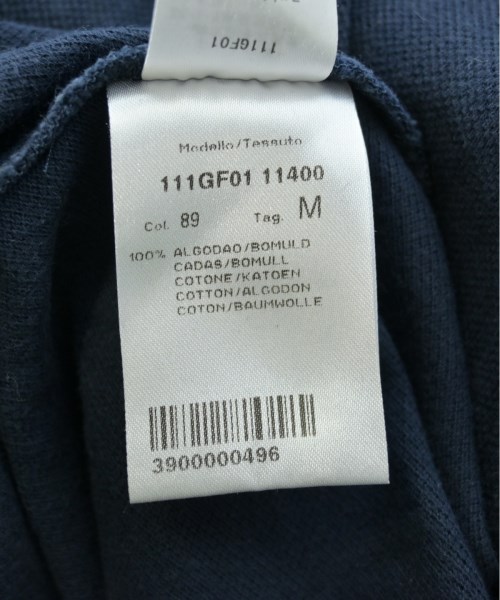 111GF01
Modello/Tessuto
111GF01 11400
Col. 89 Tag. M
100% ALGODAO/BOMULD
CADAS/BOMULL
COTONE/KATOEN
COTTON/ALGODON
COTON/BAUMWOLLE
3900000496